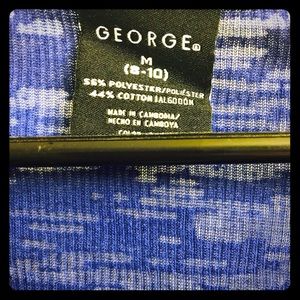 GEORGE®
M
(8-10)
56% POLYESTER/POLIÉSTER
44% COTTON/ALGODÓN
MADE IN CAMBODIA/
HECHO EN CAMBOYA